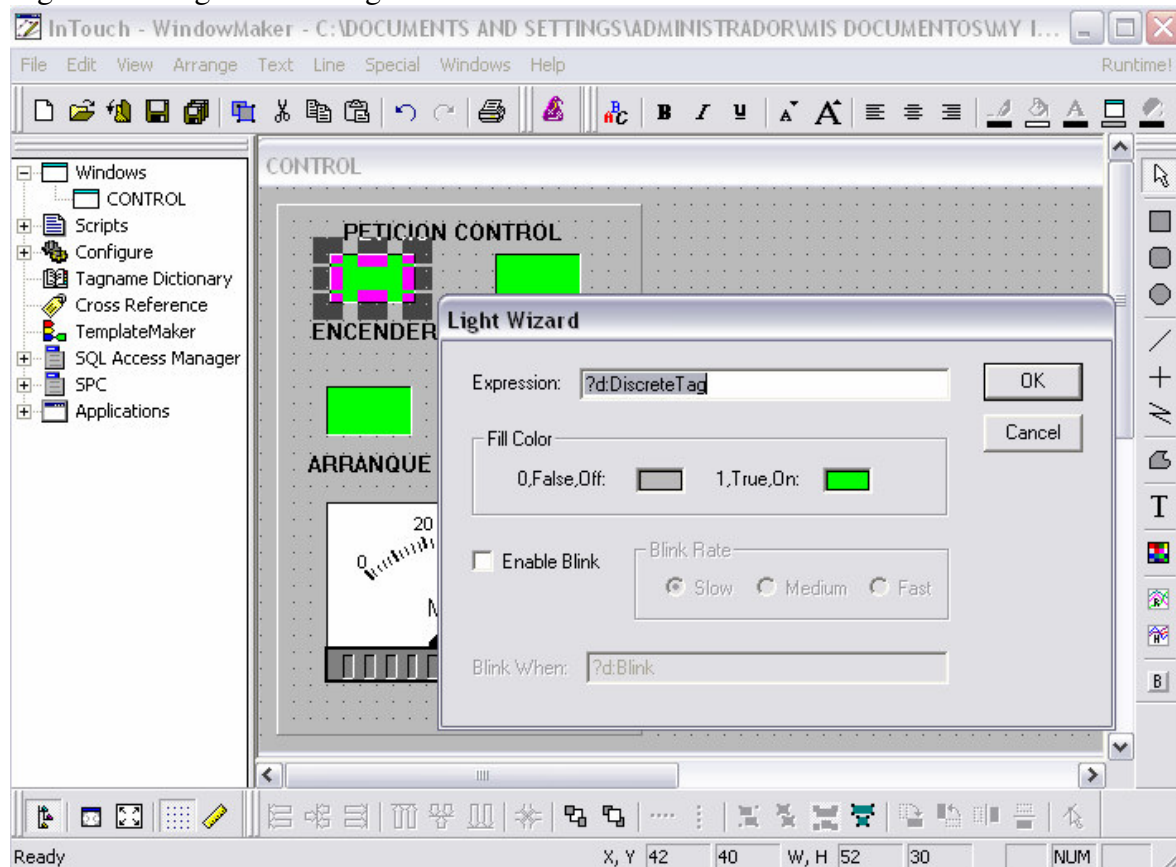 InTouch - WindowMaker - C:\DOCUMENTS AND SETTINGS\ADMINISTRADOR\MIS DOCUMENTOS\MY I...
File Edit View Arrange Text Line Special Windows Help Runtime!
Windows
CONTROL
Scripts
Configure
Tagname Dictionary
Cross Reference
TemplateMaker
SQL Access Manager
SPC
Applications
CONTROL
PETICION CONTROL
ENCENDER
ARRANQUE
0 20
Light Wizard
Expression: ?d:DiscreteTag
OK
Cancel
Fill Color
0,False,Off: 1,True,On:
Enable Blink
Blink Rate
Slow Medium Fast
Blink When: ?d:Blink
Ready X, Y 42 40 W, H 52 30 NUM